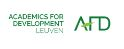 ACADEMICS FOR
DEVELOPMENT
LEUVEN
AFD